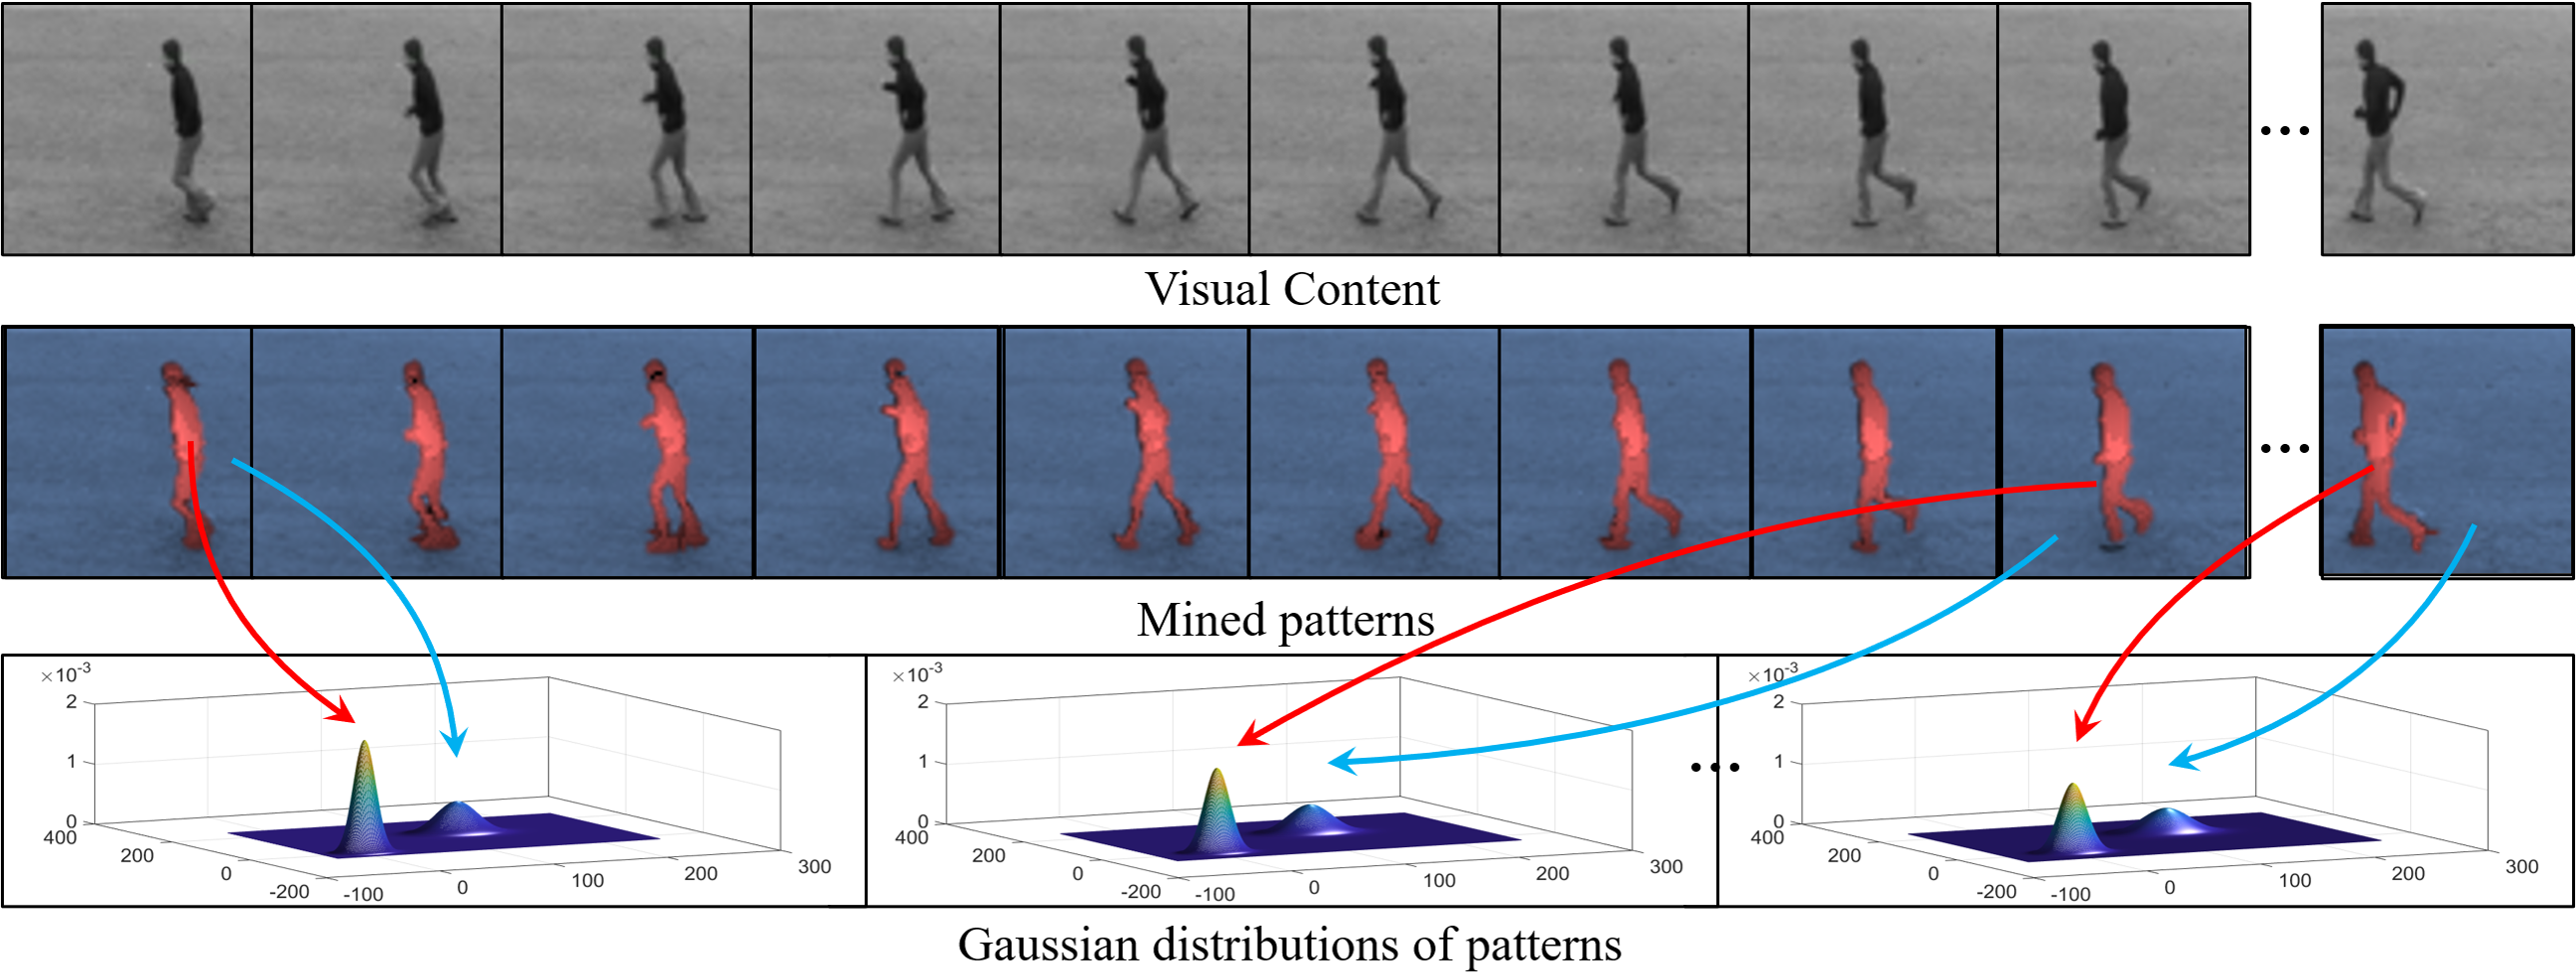 ...
Visual Content
...
Mined patterns
×10-3 ×10-3 ×10-3
2 2 2
1 1 ... 1
0 0 0
400 400 400
200 200 200
0 300 0 300 0 300
-200 200 -200 200 -200 200
-100 0 100 -100 0 100 -100 0 100
Gaussian distributions of patterns